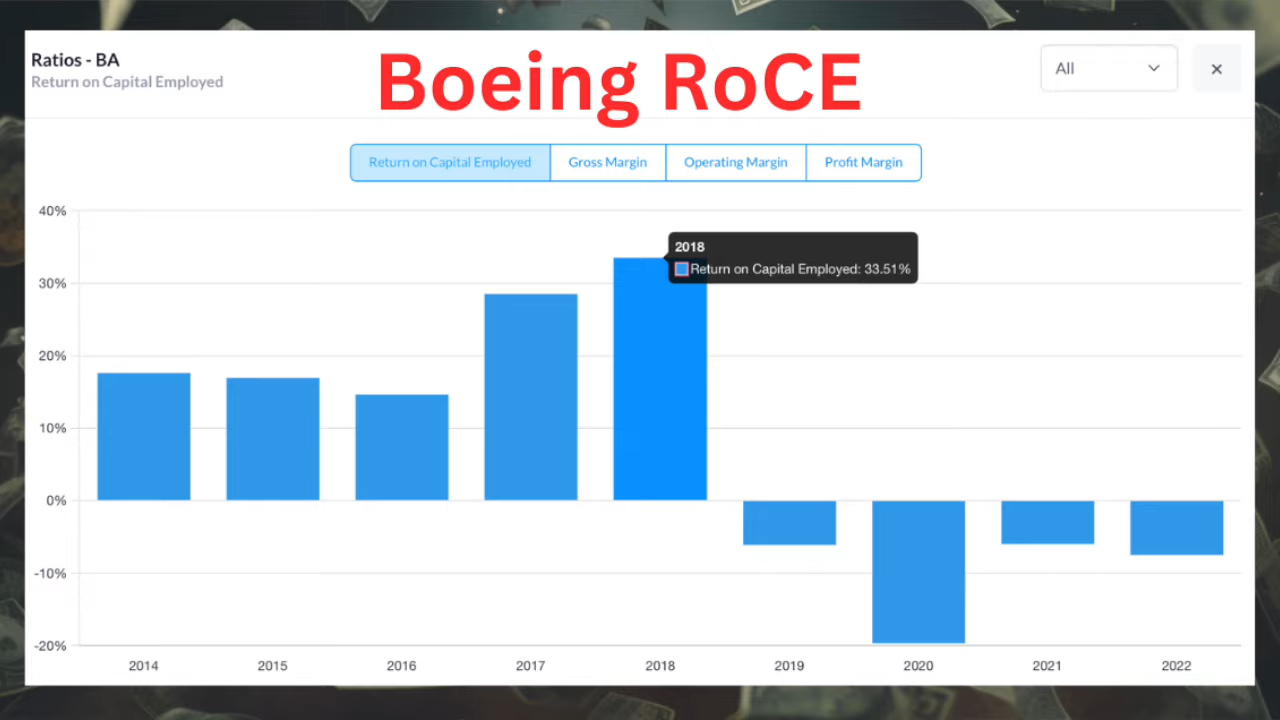 Ratios - BA
Return on Capital Employed
Boeing RoCE
All
×
Return on Capital Employed
Gross Margin
Operating Margin
Profit Margin
40%
30%
20%
10%
0%
-10%
-20%
2018
Return on Capital Employed: 33.51%
2014
2015
2016
2017
2018
2019
2020
2021
2022